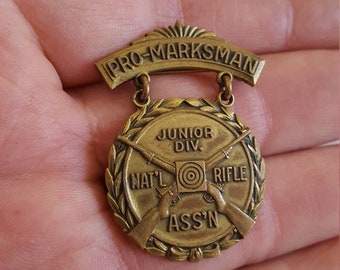 PRO-MARKSMAN
JUNIOR
DIV.
NAT'L RIFLE
ASS'N